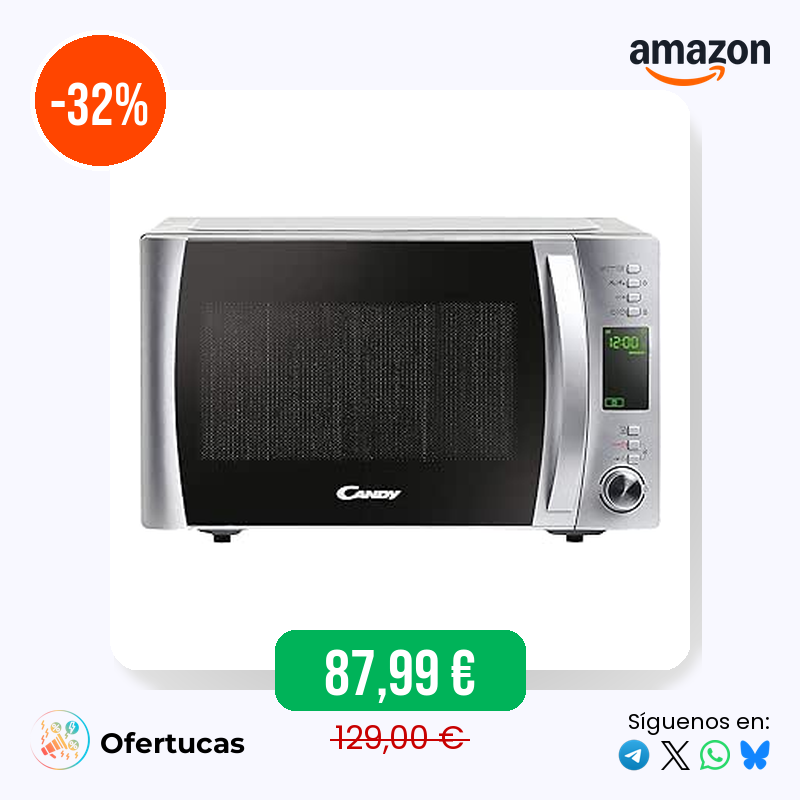 -32%
amazon
12:00
CANDY
87,99 €
129,00 €
Ofertucas
Síguenos en: